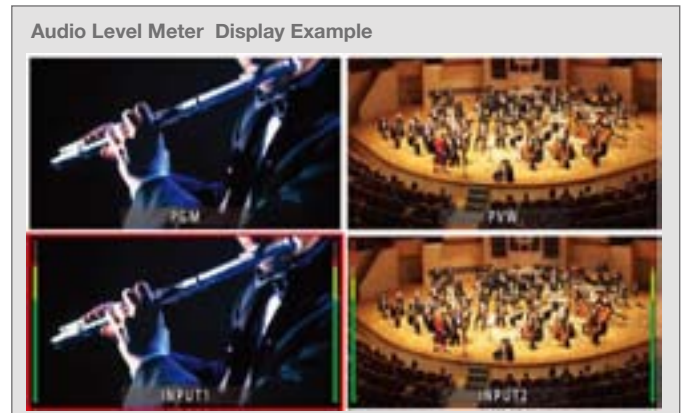 Audio Level Meter Display Example
PGM
PVW
INPUT1
INPUT2